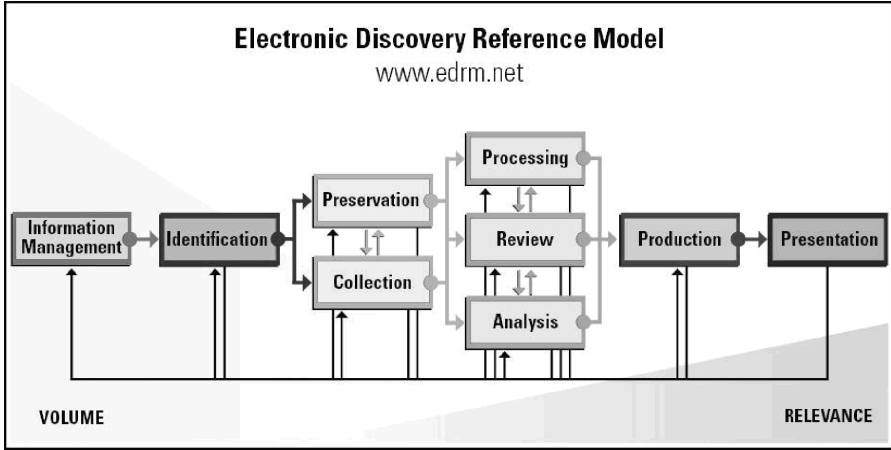 Electronic Discovery Reference Model
www.edrm.net
Information
Management
Identification
Preservation
Collection
Processing
Review
Analysis
Production
Presentation
VOLUME
RELEVANCE